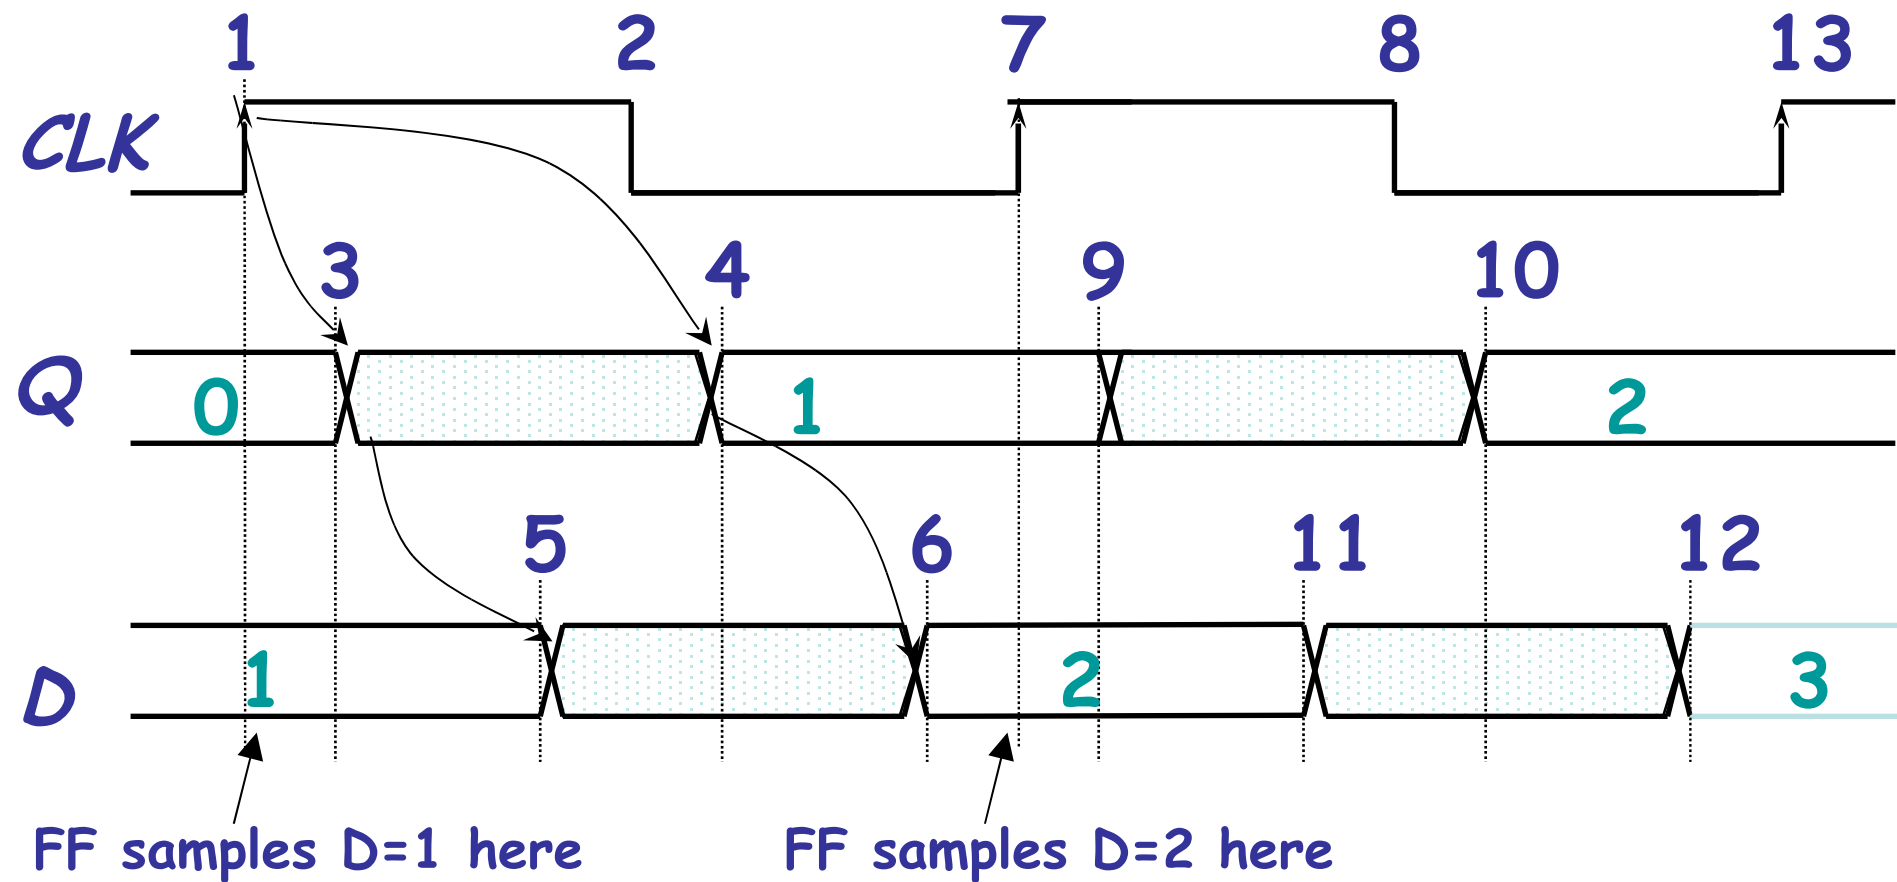 1 2 7 8 13
CLK
3 4 9 10
Q 0 1 2
5 6 11 12
D 1 2 3
FF samples D=1 here FF samples D=2 here